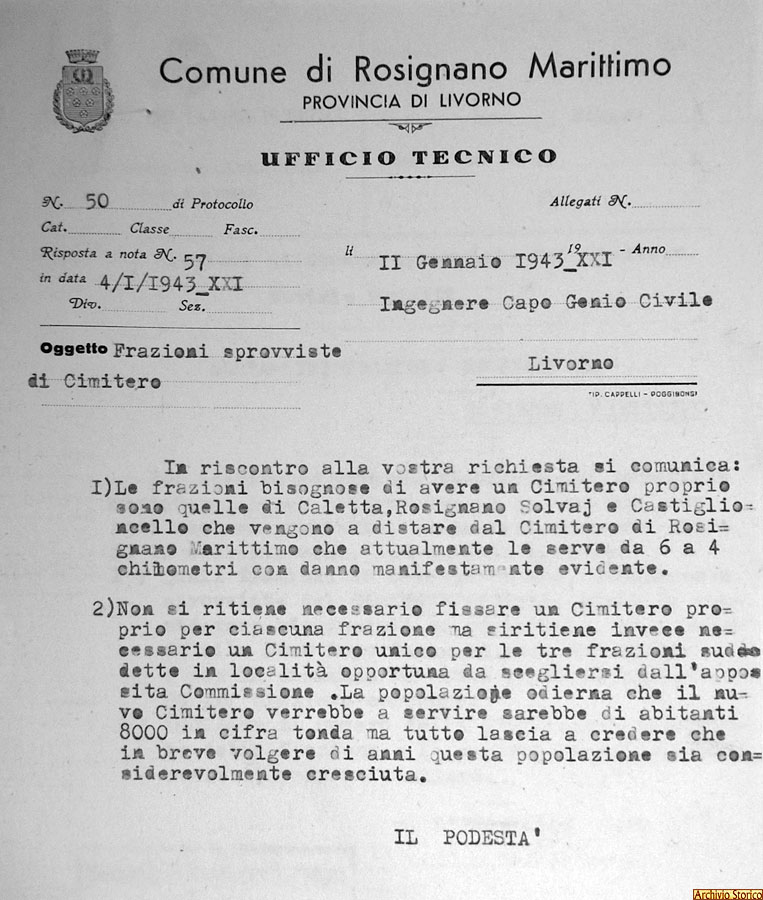 Comune di Rosignano Marittimo
PROVINCIA DI LIVORNO
UFFICIO TECNICO
N. 50 di Protocollo
Allegati N.
Cat. Classe Fasc.
Risposta a nota N. 57
lì II Gennaio I943_XXI 19 - Anno
in data 4/I/I943_XXI
Div. Sez.
Ingegnere Capo Genio Civile
Oggetto Frazioni sprovviste
di Cimitero
Livorno
TIP. CAPPELLI - POGGIBONSI
In riscontro alla vostra richiesta si comunica:
I)Le frazioni bisognose di avere un Cimitero proprio
sono quelle di Caletta,Rosignano Solvaj e Castiglio=
ncello che vengono a distare dal Cimitero di Rosi=
gnano Marittimo che attualmente le serve da 6 a 4
chilometri con danno manifestamente evidente.
2)Non si ritiene necessario fissare un Cimitero pro=
prio per ciascuna frazione ma siritiene invece ne=
cessario un Cimitero unico per le tre frazioni sudde
dette in località opportuna da scegliersi dall'appos
sita Commissione .La popolazione odierna che il nu=
vo Cimitero verrebbe a servire sarebbe di abitanti
8000 in cifra tonda ma tutto lascia a credere che
in breve volgere di anni questa popolazione sia con=
siderevolmente cresciuta.
IL PODESTA'
Archivio Storico